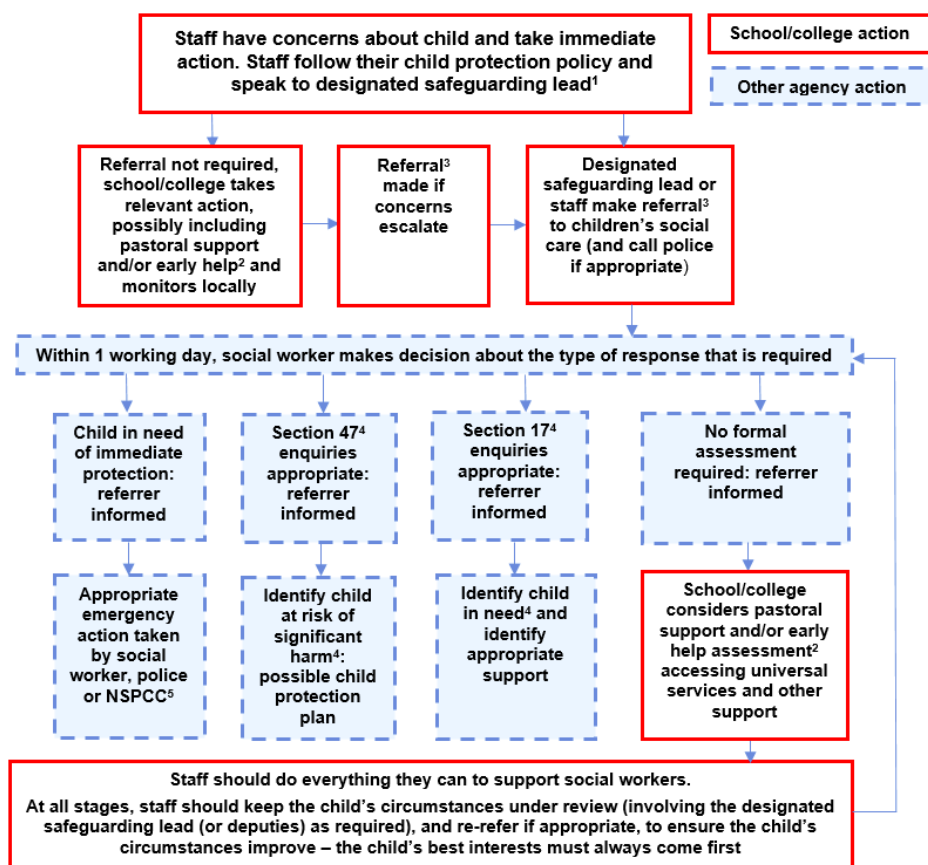 Staff have concerns about child and take immediate
action. Staff follow their child protection policy and
speak to designated safeguarding lead¹
School/college action
Other agency action
Referral not required,
school/college takes
relevant action,
possibly including
pastoral support
and/or early help² and
monitors locally
Referral³
made if
concerns
escalate
Designated
safeguarding lead or
staff make referral³
to children’s social
care (and call police
if appropriate)
Within 1 working day, social worker makes decision about the type of response that is required
Child in need
of immediate
protection:
referrer
informed
Section 47⁴
enquiries
appropriate:
referrer
informed
Section 17⁴
enquiries
appropriate:
referrer
informed
No formal
assessment
required: referrer
informed
Appropriate
emergency
action taken
by social
worker, police
or NSPCC⁵
Identify child
at risk of
significant
harm⁴:
possible child
protection
plan
Identify child
in need⁴ and
identify
appropriate
support
School/college
considers pastoral
support and/or early
help assessment²
accessing universal
services and other
support
Staff should do everything they can to support social workers.
At all stages, staff should keep the child’s circumstances under review (involving the designated
safeguarding lead (or deputies) as required), and re-refer if appropriate, to ensure the child’s
circumstances improve – the child’s best interests must always come first